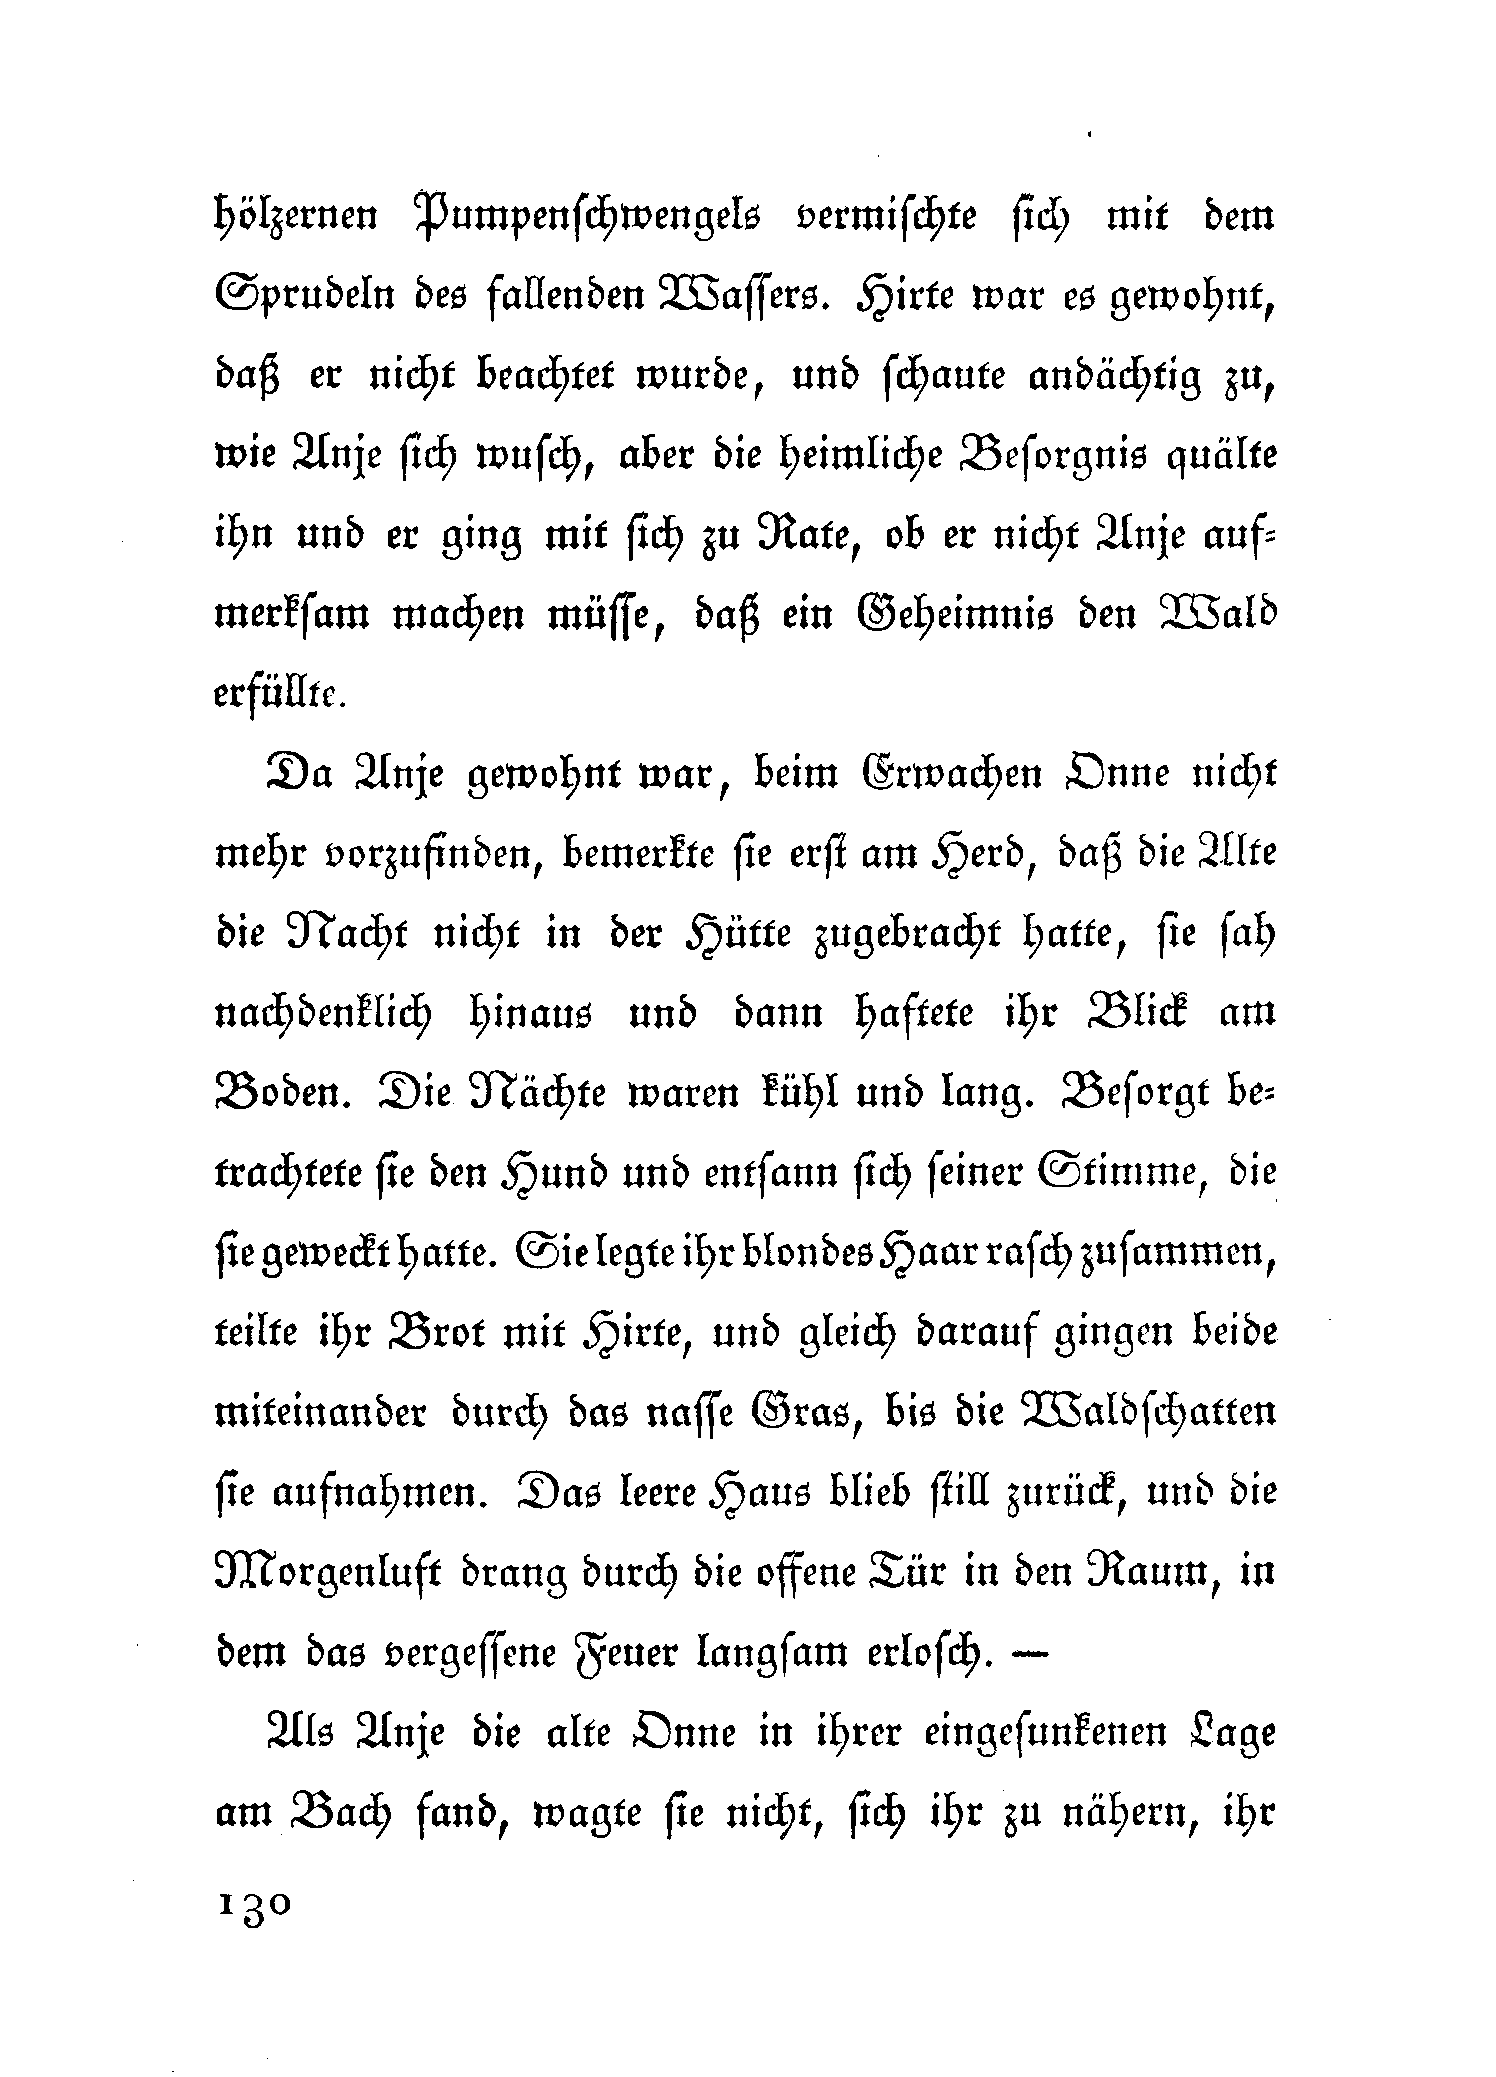 hölzernen Pumpenſchwengels vermiſchte ſich mit dem
Sprudeln des fallenden Waſſers. Hirte war es gewohnt,
daß er nicht beachtet wurde, und ſchaute andächtig zu,
wie Anje ſich wuſch, aber die heimliche Beſorgnis quälte
ihn und er ging mit ſich zu Rate, ob er nicht Anje auf⸗
merkſam machen müſſe, daß ein Geheimnis den Wald
erfüllte.
Da Anje gewohnt war, beim Erwachen Onne nicht
mehr vorzufinden, bemerkte ſie erſt am Herd, daß die Alte
die Nacht nicht in der Hütte zugebracht hatte, ſie ſah
nachdenklich hinaus und dann haftete ihr Blick am
Boden. Die Nächte waren kühl und lang. Beſorgt be⸗
trachtete ſie den Hund und entſann ſich ſeiner Stimme, die
ſie geweckt hatte. Sie legte ihr blondes Haar raſch zuſammen,
teilte ihr Brot mit Hirte, und gleich darauf gingen beide
miteinander durch das naſſe Gras, bis die Waldſchatten
ſie aufnahmen. Das leere Haus blieb ſtill zurück, und die
Morgenluft drang durch die offene Tür in den Raum, in
dem das vergeſſene Feuer langſam erloſch. —
Als Anje die alte Onne in ihrer eingeſunkenen Lage
am Bach fand, wagte ſie nicht, ſich ihr zu nähern, ihr
130